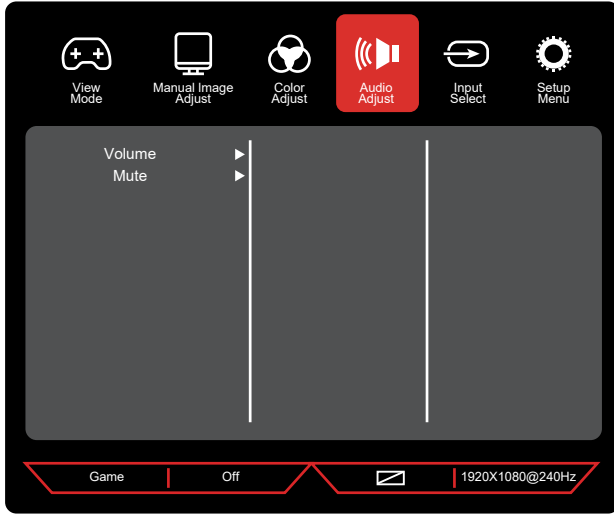 View
Mode
Manual Image
Adjust
Color
Adjust
Audio
Adjust
Input
Select
Setup
Menu
Volume
Mute
Game
Off
1920X1080@240Hz